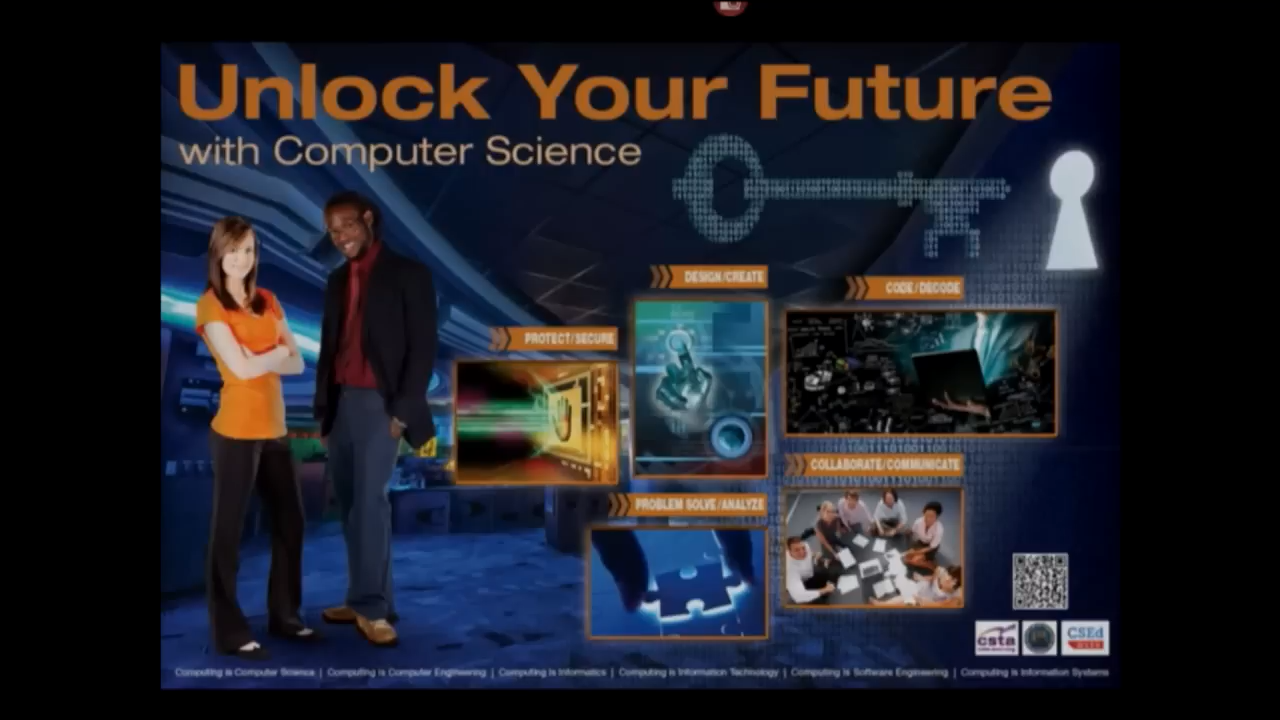 Unlock Your Future
with Computer Science
DESIGN/CREATE
CODE/DECODE
PROTECT/SECURE
COLLABORATE/COMMUNICATE
PROBLEM SOLVE/ANALYZE
csta
CSEd
Computing is Computer Science | Computing is Computer Engineering | Computing is Informatics | Computing is Information Technology | Computing is Software Engineering | Computing is Information Systems